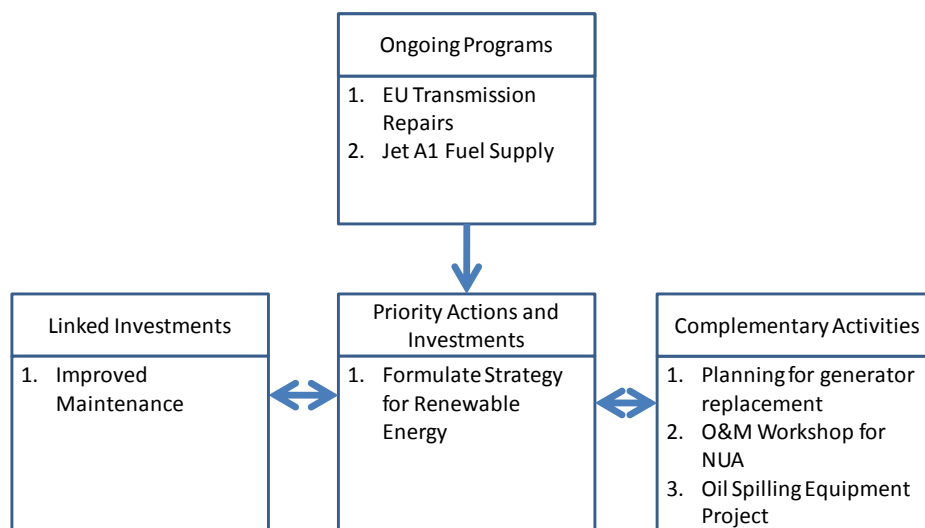 Ongoing Programs
1. EU Transmission
Repairs
2. Jet A1 Fuel Supply
Linked Investments
1. Improved
Maintenance
Priority Actions and
Investments
1. Formulate Strategy
for Renewable
Energy
Complementary Activities
1. Planning for generator
replacement
2. O&M Workshop for
NUA
3. Oil Spilling Equipment
Project